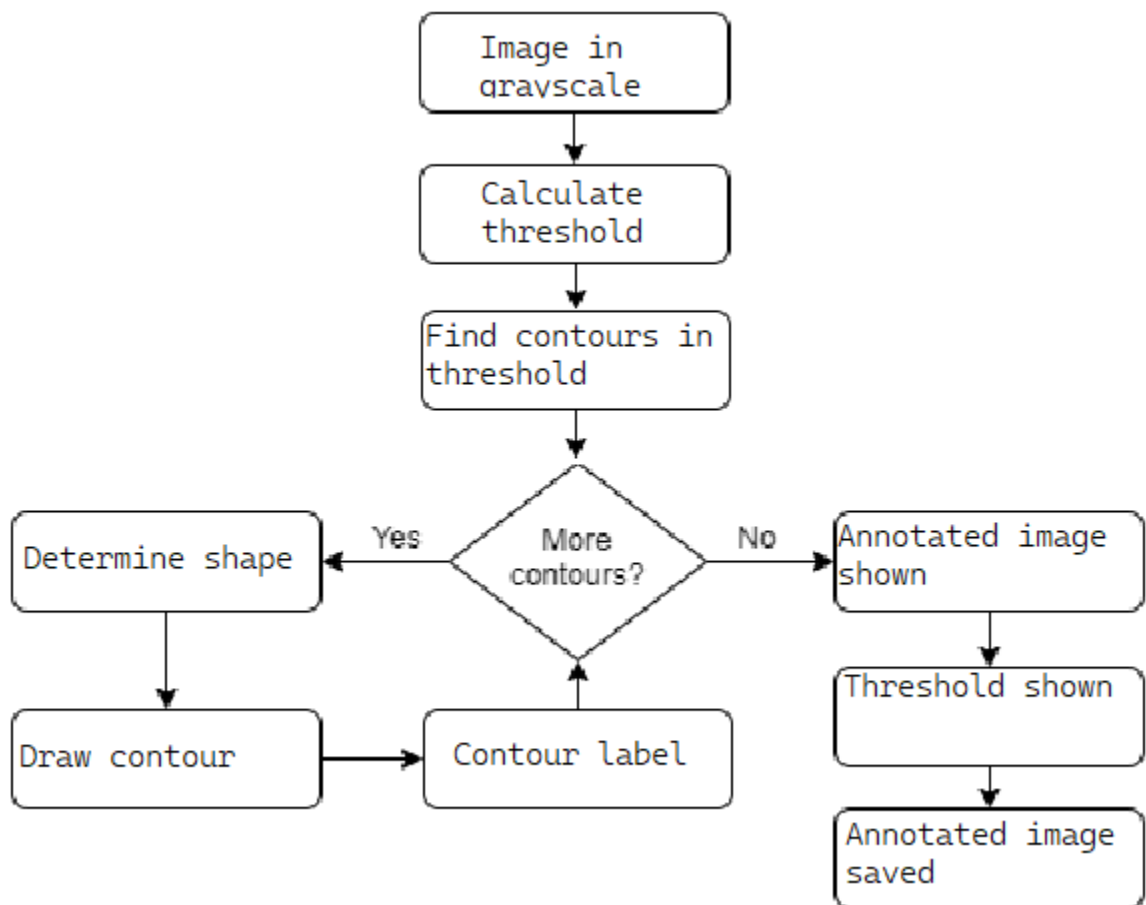 Image in
grayscale
Calculate
threshold
Find contours in
threshold
More
contours?
Yes
No
Determine shape
Draw contour
Contour label
Annotated image
shown
Threshold shown
Annotated image
saved